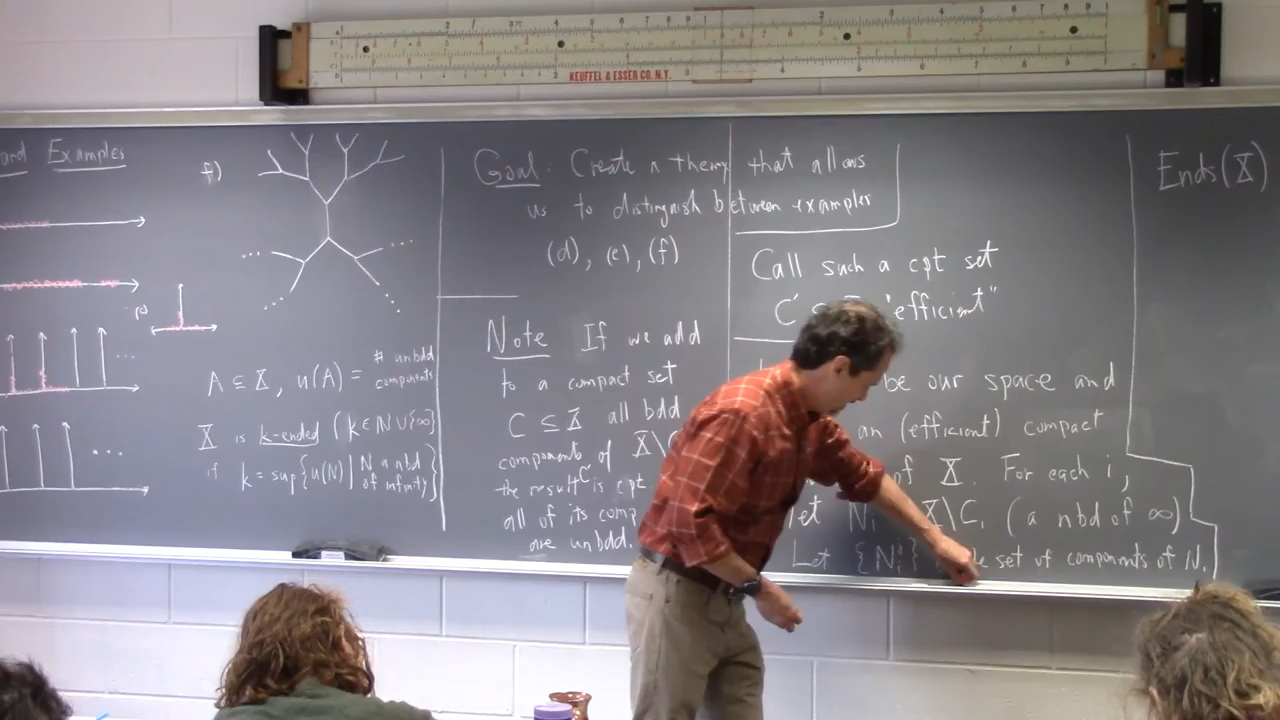 KEUFFEL & ESSER CO. N.Y.
ard Examples
f)
A ⊆ X, u(A) = # unbdd components
X is k-ended (k ∈ N ∪ {∞})
if k = sup{u(N) | N a nbd of infinity}
Goal: Create a theory that allows
us to distinguish between examples
(d), (e), (f)
Note If we add
to a compact set
C ⊆ X all bdd
components of X\C
the result C' is cpt
all of its comp
are unbdd.
Call such a cpt set
C "efficient"
be our space and
an (efficient) compact
of X. For each i,
let Nᵢ X\Cᵢ (a nbd of ∞)
Let {Nᵢʲ} set of components of Nᵢ
Ends(X)